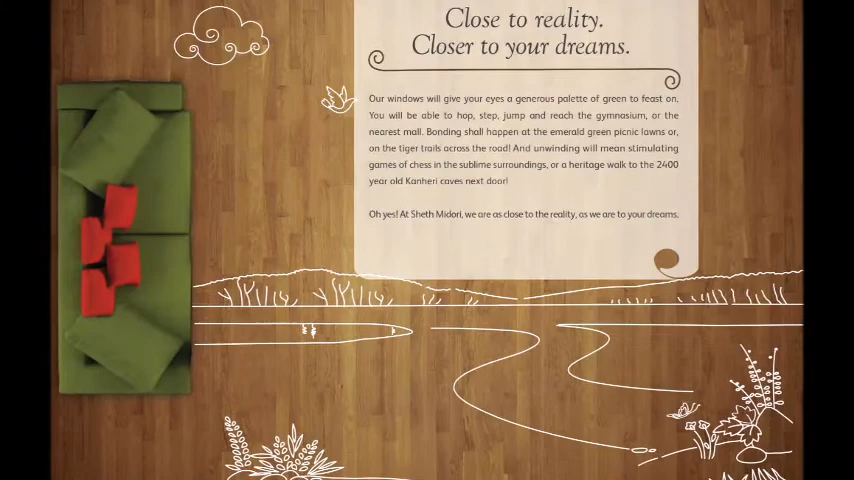 Close to reality.
Closer to your dreams.
Our windows will give your eyes a generous palette of green to feast on.
You will be able to hop, step, jump and reach the gymnasium, or the
nearest mall. Bonding shall happen at the emerald green picnic lawns or,
on the tiger trails across the road! And unwinding will mean stimulating
games of chess in the sublime surroundings, or a heritage walk to the 2400
year old Kanheri caves next door!
Oh yes! At Sheth Midori, we are as close to the reality, as we are to your dreams.